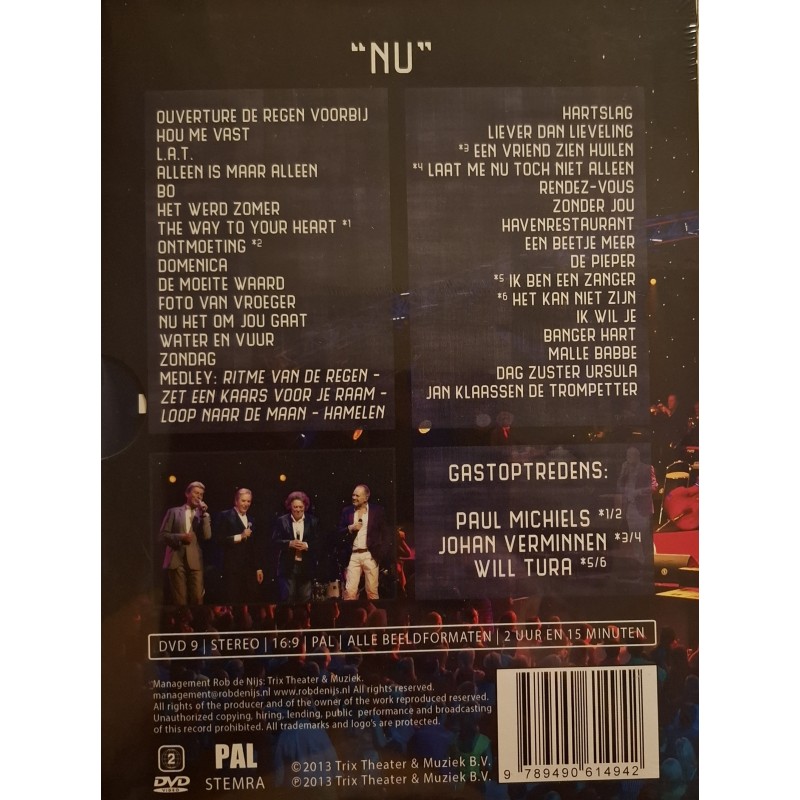 “NU”
OUVERTURE DE REGEN VOORBIJ
HOU ME VAST
L.A.T.
ALLEEN IS MAAR ALLEEN
BO
HET WERD ZOMER
THE WAY TO YOUR HEART *1
ONTMOETING *2
DOMENICA
DE MOEITE WAARD
FOTO VAN VROEGER
NU HET OM JOU GAAT
WATER EN VUUR
ZONDAG
MEDLEY: RITME VAN DE REGEN -
ZET EEN KAARS VOOR JE RAAM -
LOOP NAAR DE MAAN - HAMELEN
HARTSLAG
LIEVER DAN LIEVELING
*3 EEN VRIEND ZIEN HUILEN
*4 LAAT ME NU TOCH NIET ALLEEN
RENDEZ-VOUS
ZONDER JOU
HAVENRESTAURANT
EEN BEETJE MEER
DE PIEPER
*5 IK BEN EEN ZANGER
*6 HET KAN NIET ZIJN
IK WIL JE
BANGER HART
MALLE BABBE
DAG ZUSTER URSULA
JAN KLAASSEN DE TROMPETTER
GASTOPTREDENS:
PAUL MICHIELS *1/2
JOHAN VERMINNEN *3/4
WILL TURA *5/6
DVD 9 | STEREO | 16:9 | PAL | ALLE BEELDFORMATEN | 2 UUR EN 15 MINUTEN
Management Rob de Nijs: Trix Theater & Muziek.
management@robdenijs.nl www.robdenijs.nl All rights reserved.
All rights of the producer and of the owner of the work reproduced reserved.
Unauthorized copying, hiring, lending, public performance and broadcasting
of this record prohibited. All trademarks and logo's are protected.
2
DVD
VIDEO
PAL
STEMRA
©2013 Trix Theater & Muziek B.V.
℗2013 Trix Theater & Muziek B.V.
9 789490 614942